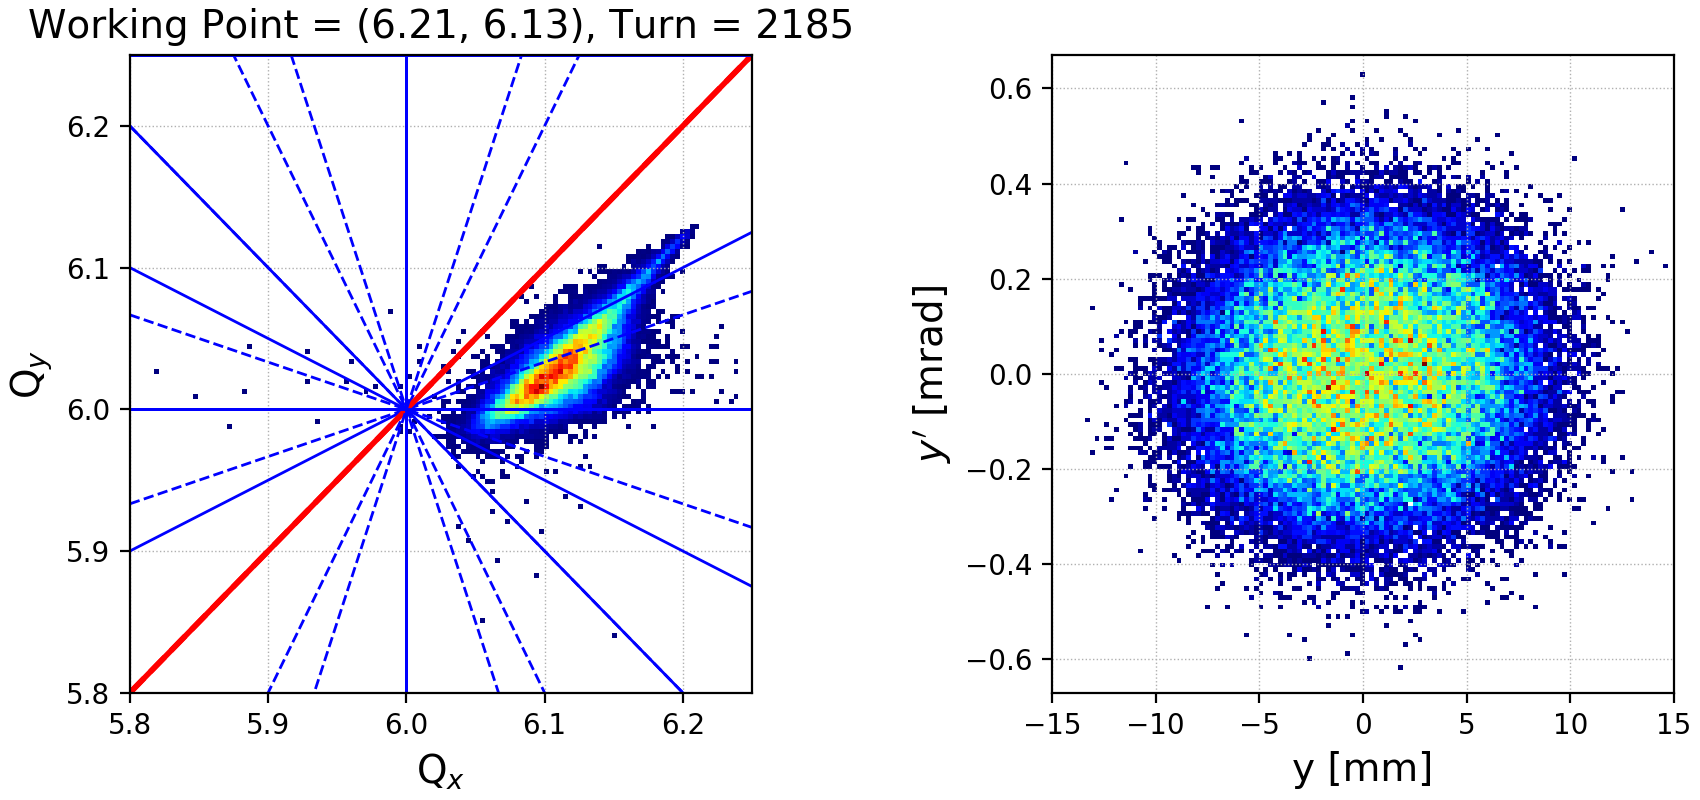 Working Point = (6.21, 6.13), Turn = 2185
6.2
6.1
6.0
5.9
5.8
Q_y
5.8 5.9 6.0 6.1 6.2
Q_x
0.6
0.4
0.2
0.0
−0.2
−0.4
−0.6
y′ [mrad]
−15 −10 −5 0 5 10 15
y [mm]